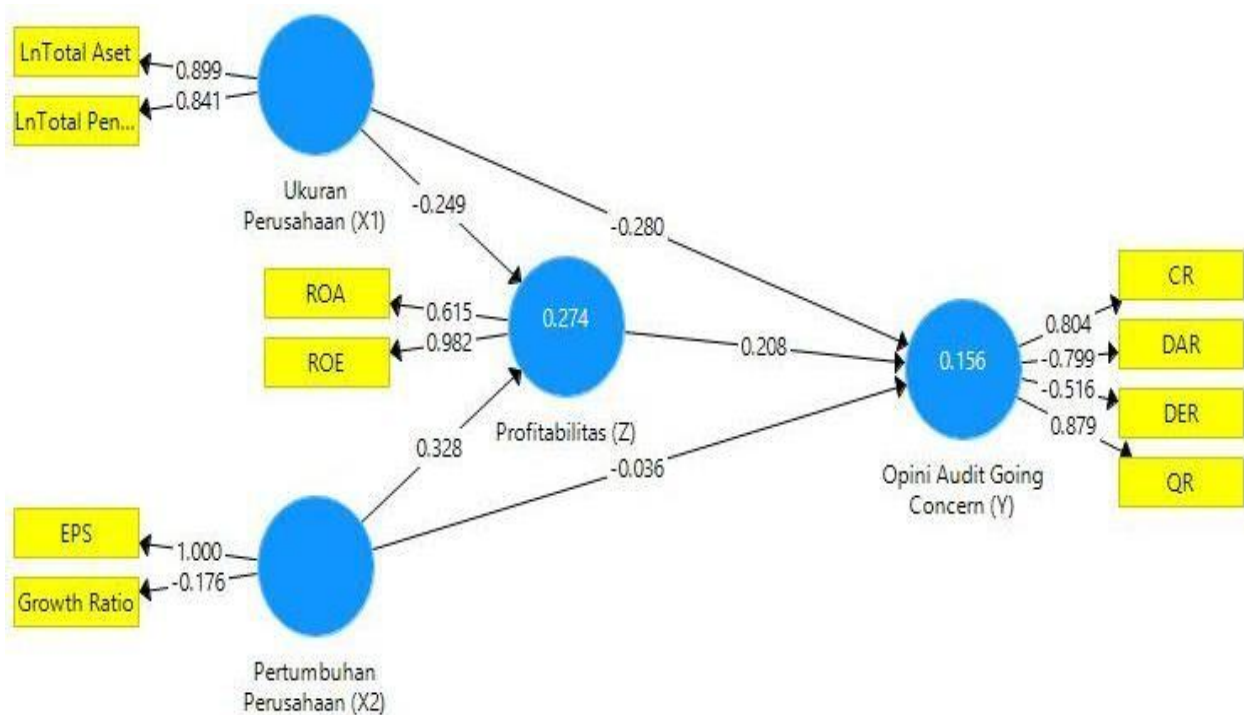 LnTotal Aset
0.899
0.841
LnTotal Pen...
Ukuran
Perusahaan (X1)
-0.249
-0.280
ROA
0.615
ROE
0.982
0.274
Profitabilitas (Z)
0.208
0.328
-0.036
0.156
Opini Audit Going
Concern (Y)
CR
0.804
DAR
-0.799
-0.516
DER
0.879
QR
EPS
1.000
-0.176
Growth Ratio
Pertumbuhan
Perusahaan (X2)